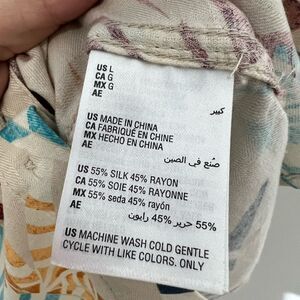 US L
CA G
MX G
AE كبير
US MADE IN CHINA
CA FABRIQUÉ EN CHINE
MX HECHO EN CHINA
AE صُنع في الصين
US 55% SILK 45% RAYON
CA 55% SOIE 45% RAYONNE
MX 55% seda 45% rayón
AE 55% حرير 45% رايون
US MACHINE WASH COLD GENTLE
CYCLE WITH LIKE COLORS. ONLY